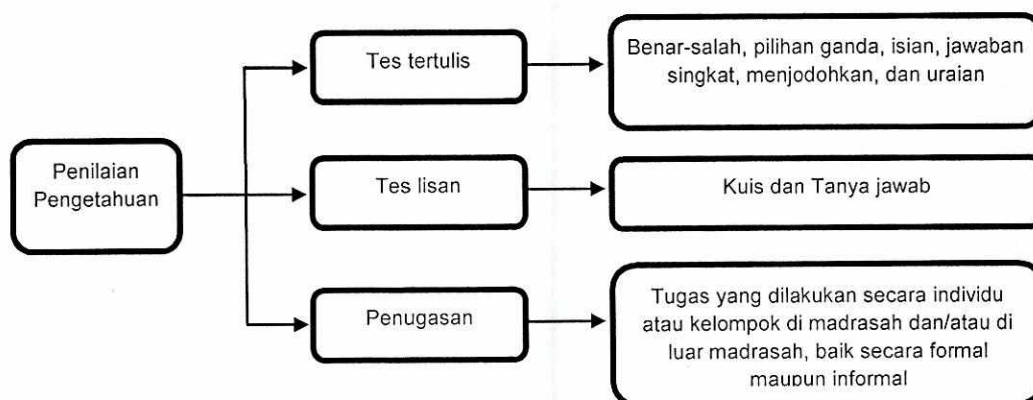 Penilaian
Pengetahuan
Tes tertulis
Benar-salah, pilihan ganda, isian, jawaban
singkat, menjodohkan, dan uraian
Tes lisan
Kuis dan Tanya jawab
Penugasan
Tugas yang dilakukan secara individu
atau kelompok di madrasah dan/atau di
luar madrasah, baik secara formal
maupun informal